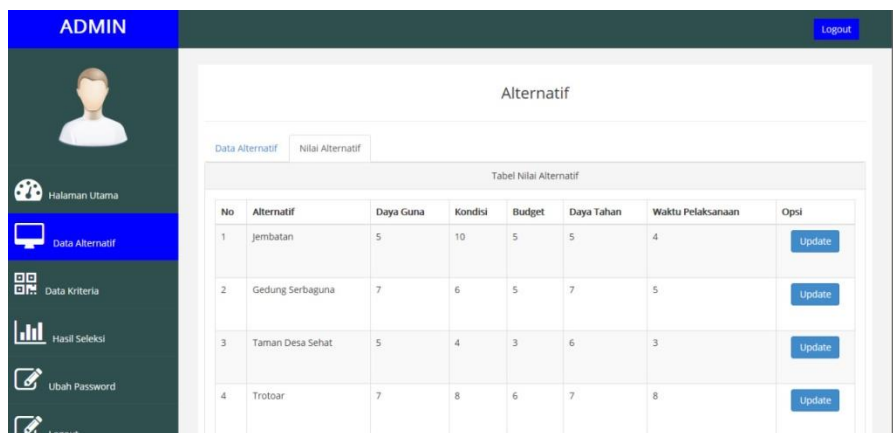 ADMIN
Logout
Halaman Utama
Data Alternatif
Data Kriteria
Hasil Seleksi
Ubah Password
Alternatif
Data Alternatif Nilai Alternatif
Tabel Nilai Alternatif
No Alternatif Daya Guna Kondisi Budget Daya Tahan Waktu Pelaksanaan Opsi
1 Jembatan 5 10 5 5 4 Update
2 Gedung Serbaguna 7 6 5 7 5 Update
3 Taman Desa Sehat 5 4 3 6 3 Update
4 Trotoar 7 8 6 7 8 Update